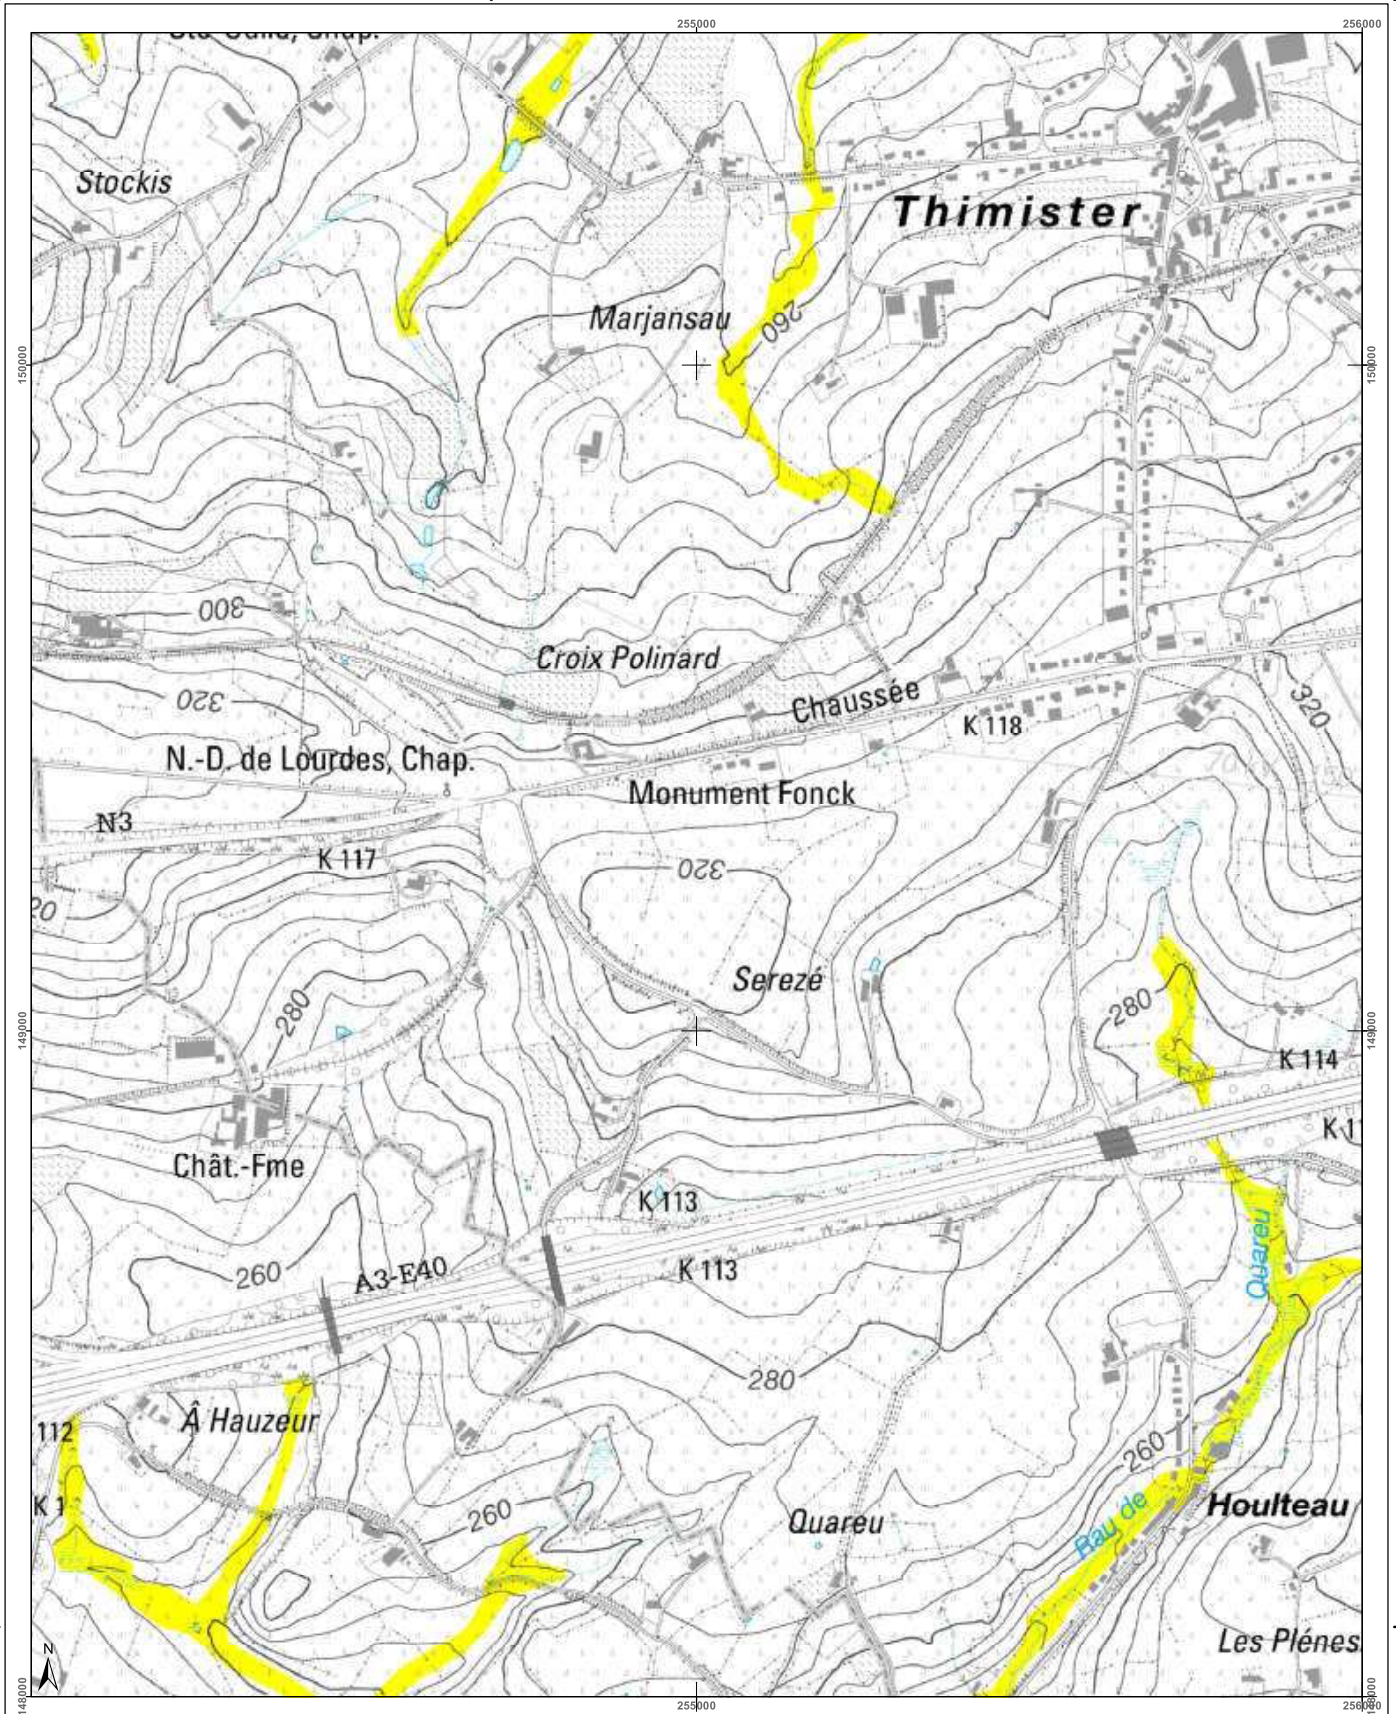 255000
256000
Stockis
Thimister
Marjansau
260
150000
150000
300
Croix Polinard
320
Chaussée
K 118
320
N.-D. de Lourdes, Chap.
Monument Fonck
N3
K 117
320
20
Serezé
280
280
149000
149000
K 114
Chât.-Fme
K 113
K 113
Quareu
260
A3-E40
280
112
Â Hauzeur
260
K 1
260
Quareu
Rau de
Houlteau
Les Plénes
N
148000
255000